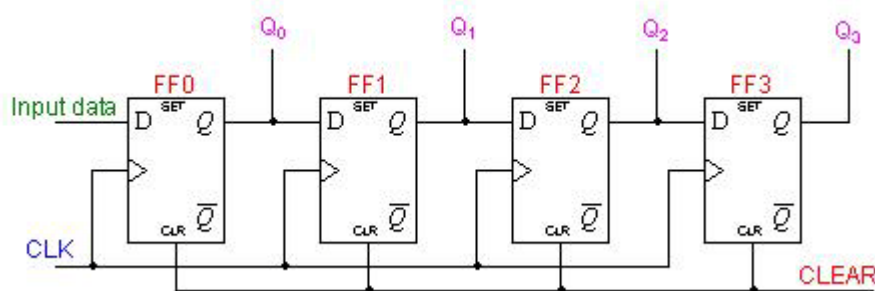 Q0 Q1 Q2 Q3
FF0 FF1 FF2 FF3
Input data
D SET Q D SET Q D SET Q D SET Q
CLR Q̅ CLR Q̅ CLR Q̅ CLR Q̅
CLK
CLEAR